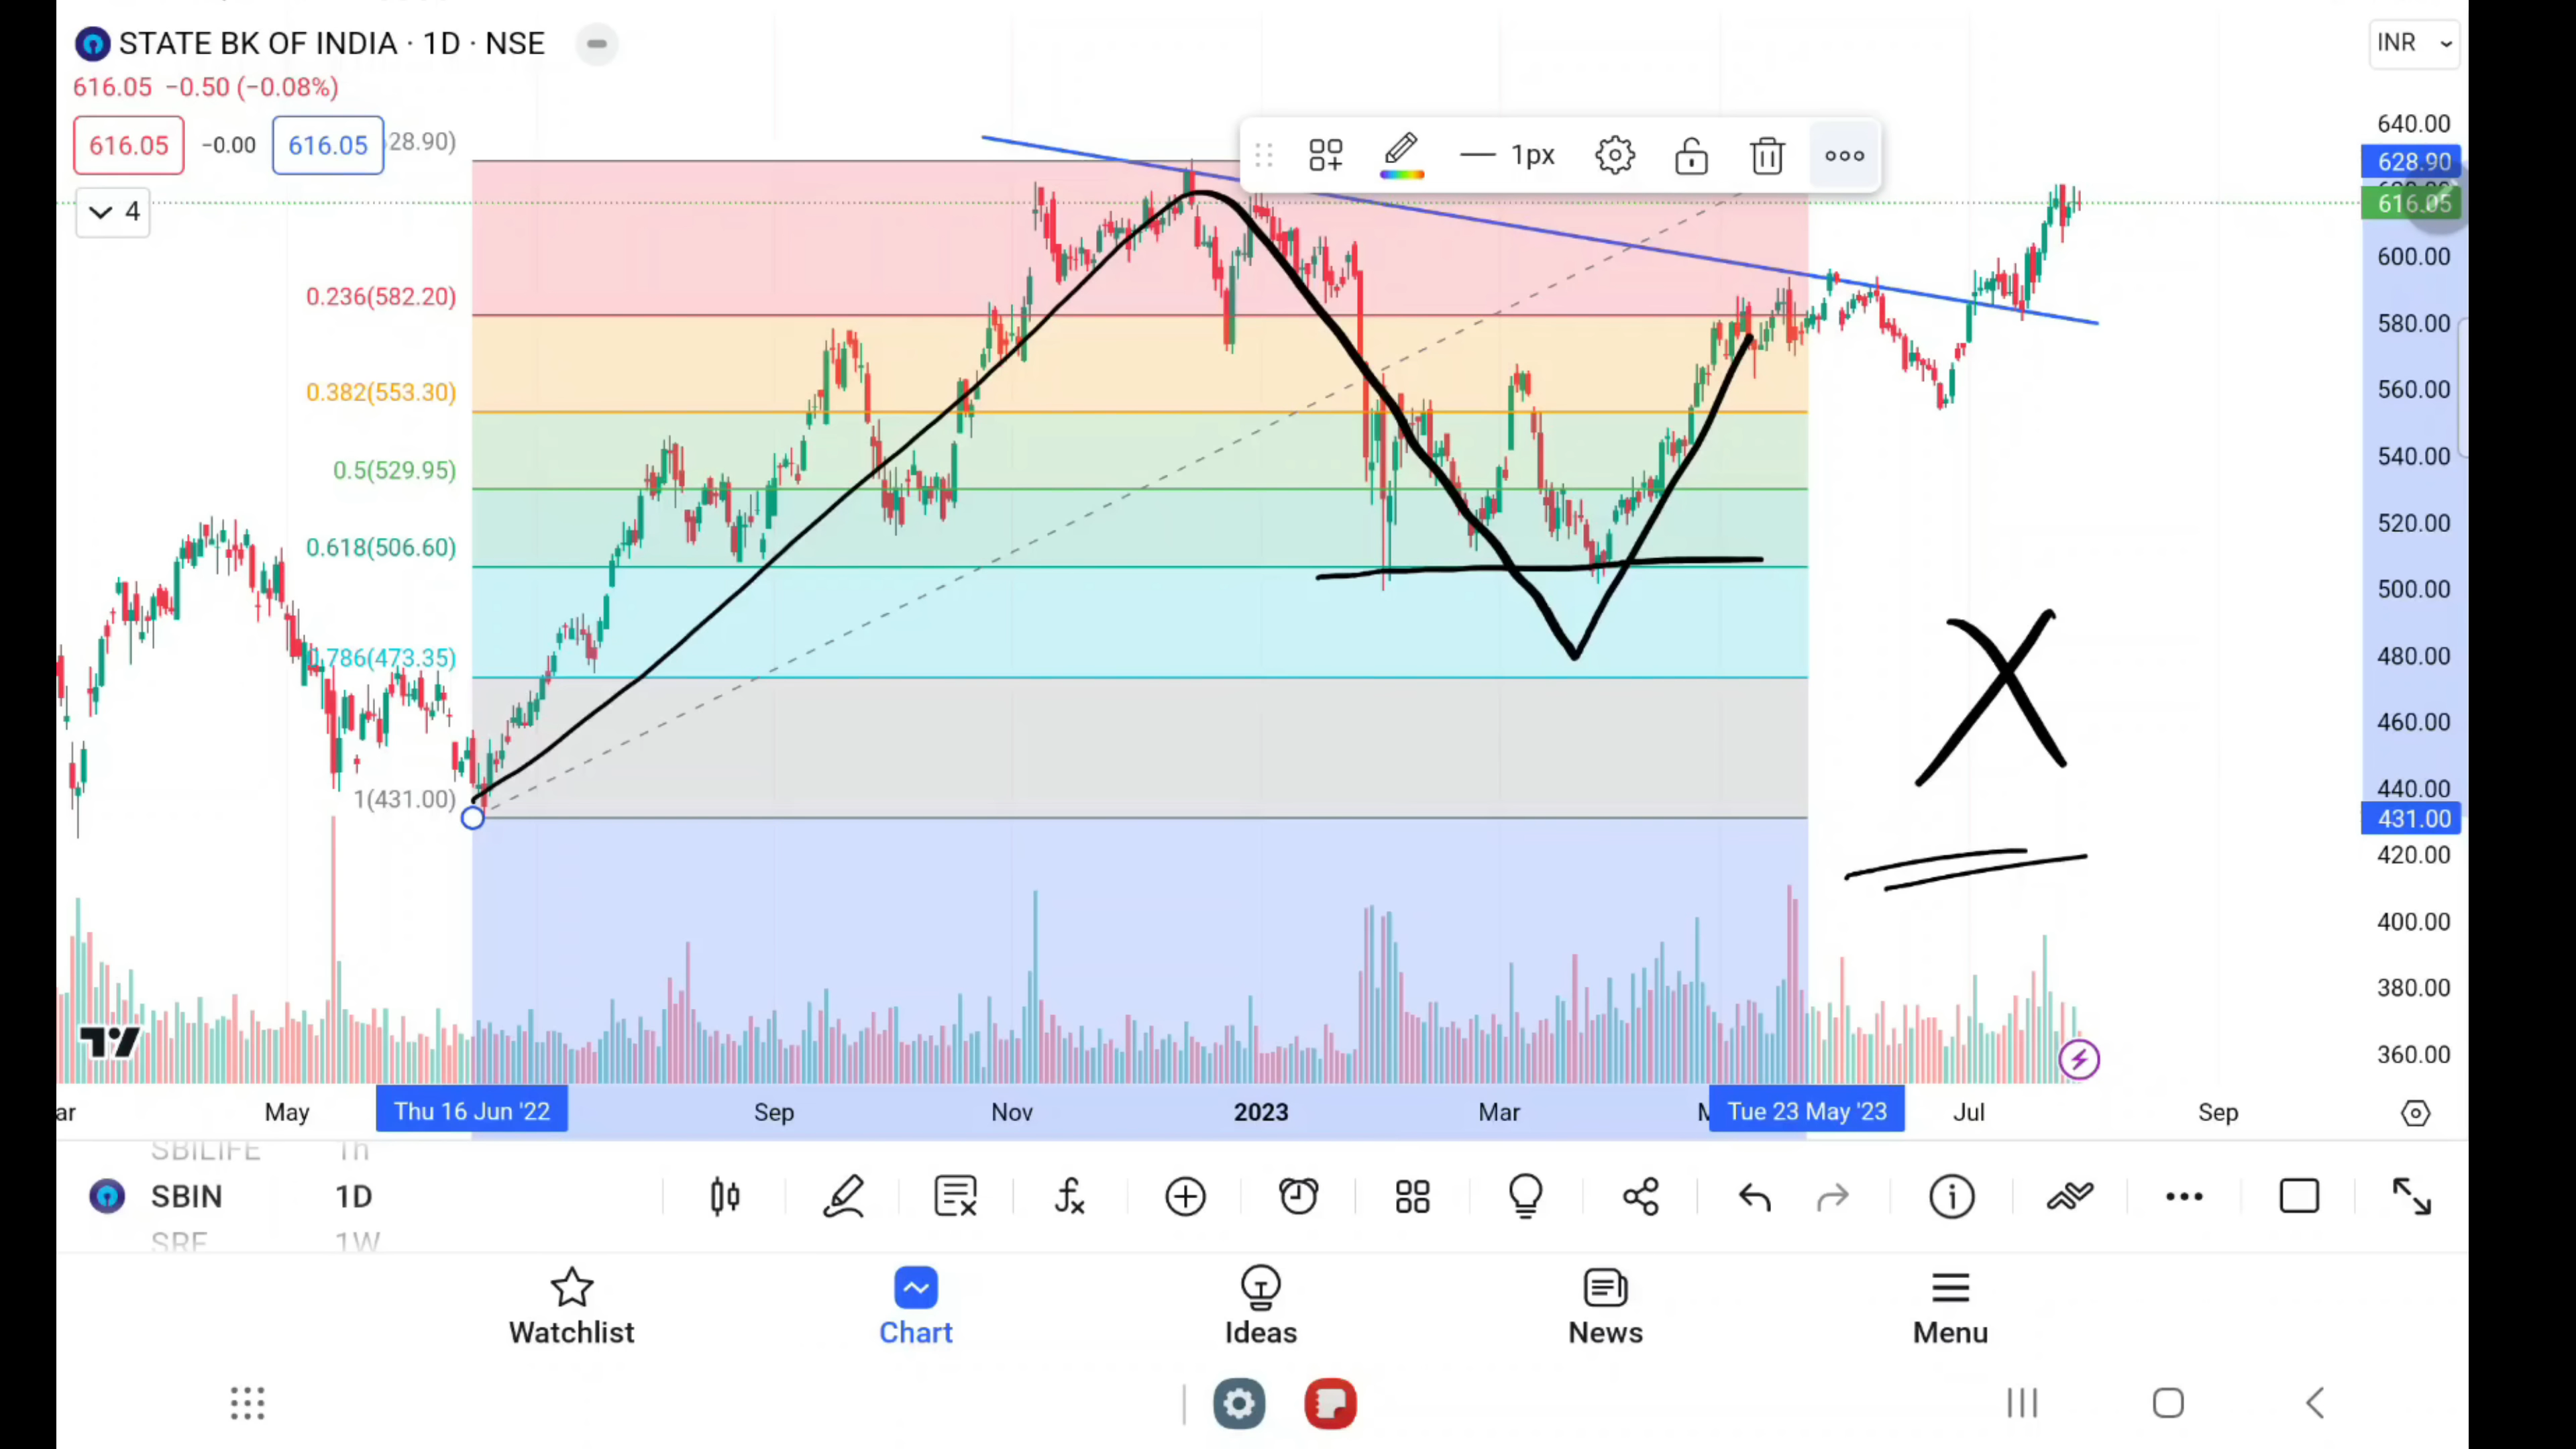 STATE BK OF INDIA · 1D · NSE
INR
616.05 −0.50 (−0.08%)
616.05 −0.00 616.05 28.90)
4
640.00
628.90
616.05
600.00
580.00
560.00
540.00
520.00
500.00
480.00
460.00
440.00
431.00
420.00
400.00
380.00
360.00
0.236(582.20)
0.382(553.30)
0.5(529.95)
0.618(506.60)
0.786(473.35)
1(431.00)
1px
X
ar May Thu 16 Jun '22 Sep Nov 2023 Mar M Tue 23 May '23 Jul Sep
SBILIFE 1h
SBIN 1D
SRF 1W
Watchlist Chart Ideas News Menu